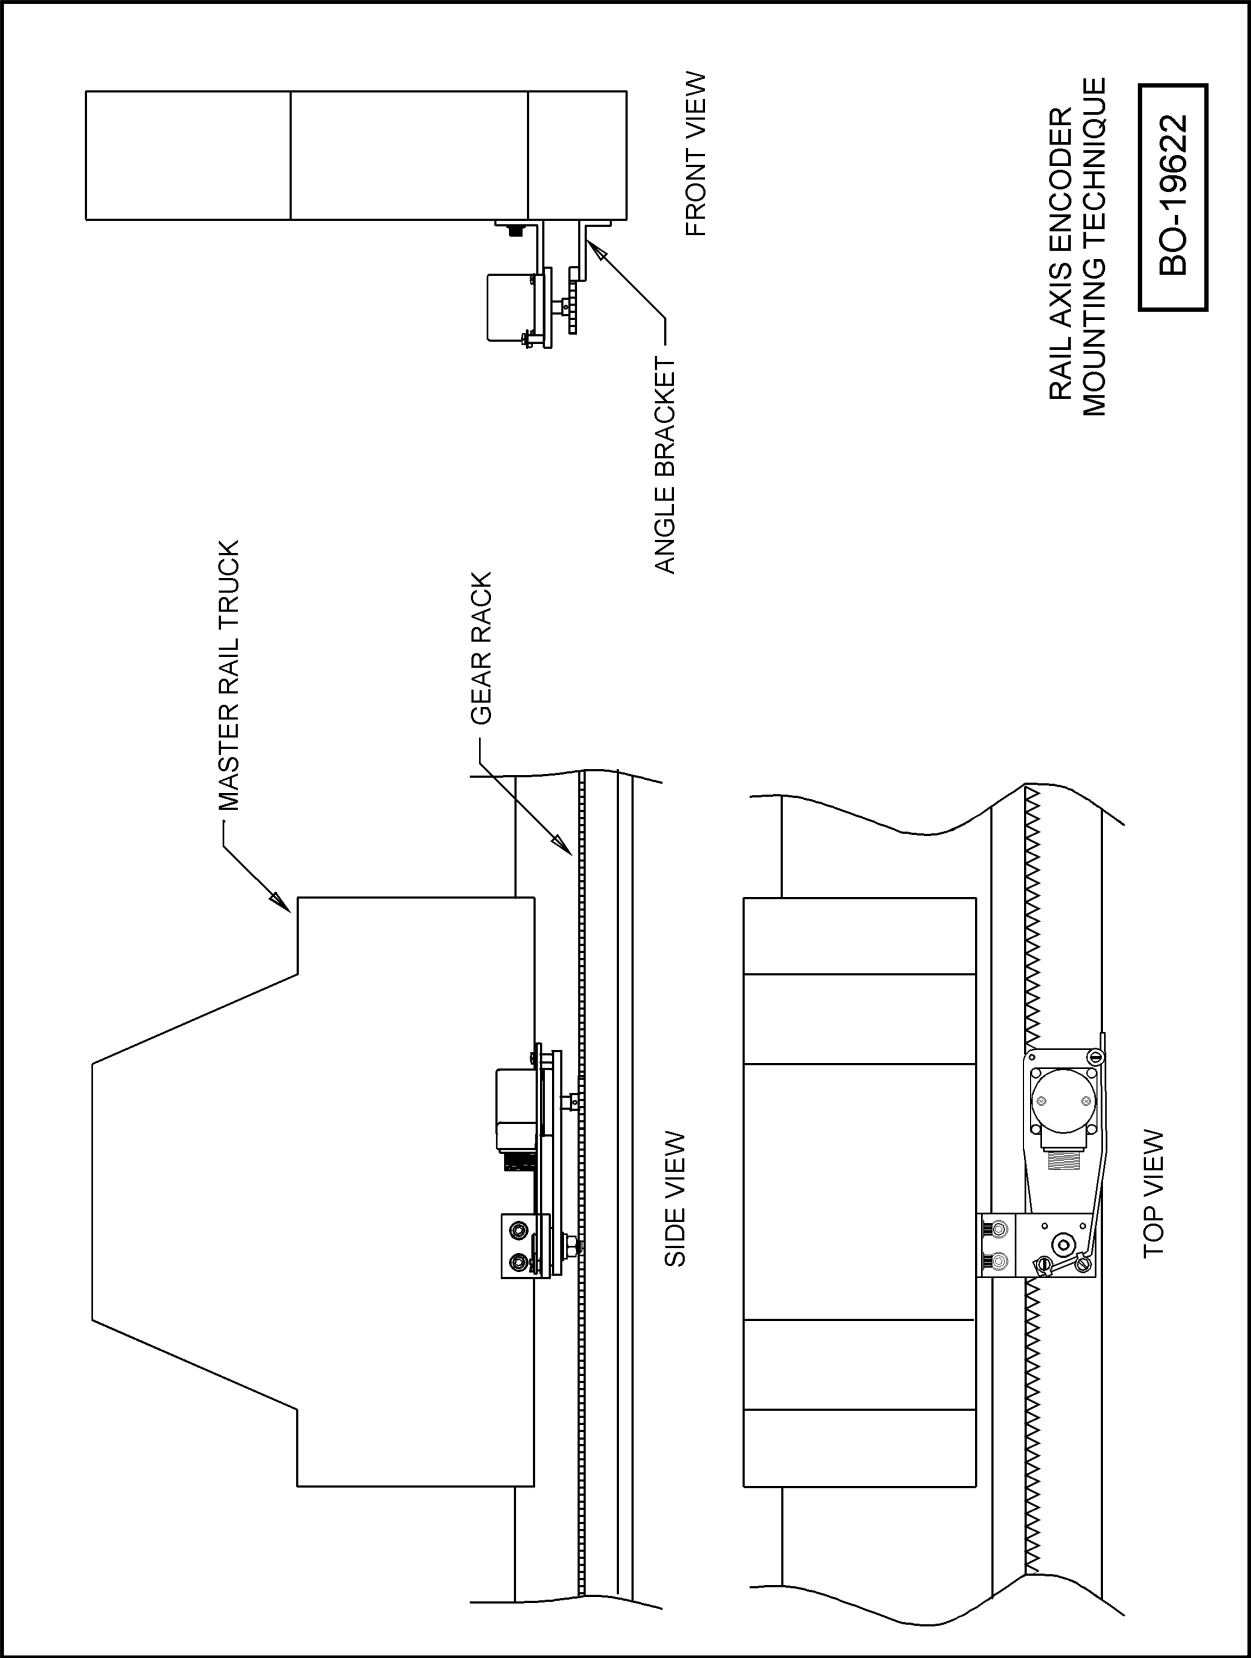 MASTER RAIL TRUCK
GEAR RACK
ANGLE BRACKET
SIDE VIEW
FRONT VIEW
TOP VIEW
RAIL AXIS ENCODER
MOUNTING TECHNIQUE
BO-19622